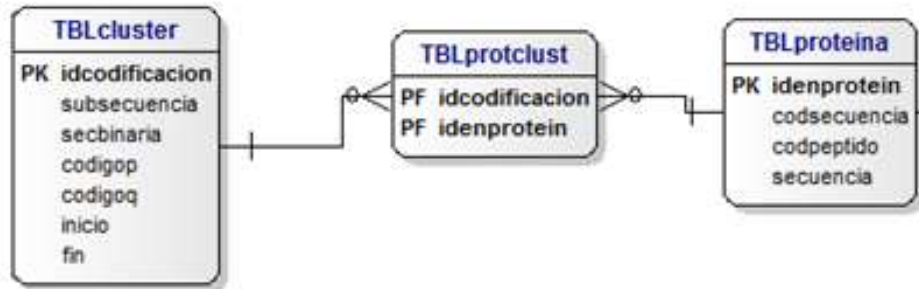 TBLcluster
PK idcodificacion
subsecuencia
secbinaria
codigop
codigoq
inicio
fin
TBLprotclust
PF idcodificacion
PF idenprotein
TBLproteina
PK idenprotein
codsecuencia
codpeptido
secuencia